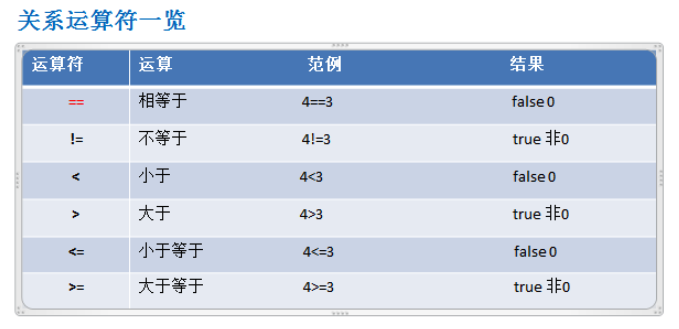 关系运算符一览
运算符 运算 范例 结果
== 相等于 4==3 false 0
!= 不等于 4!=3 true 非0
< 小于 4<3 false 0
> 大于 4>3 true 非0
<= 小于等于 4<=3 false 0
>= 大于等于 4>=3 true 非0